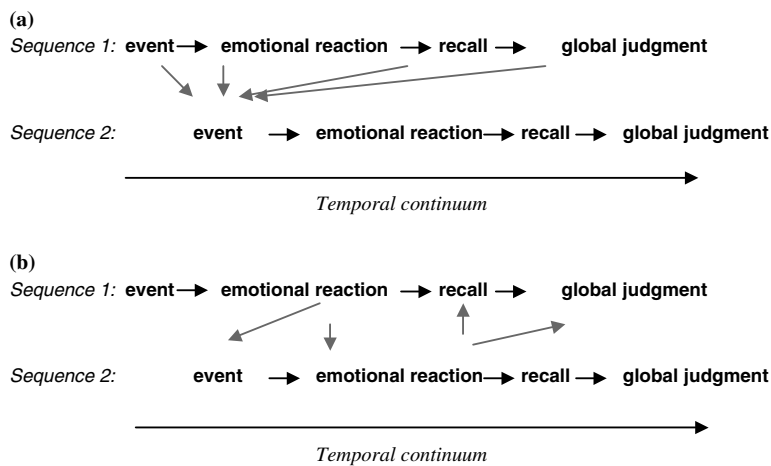 (a)
Sequence 1: event emotional reaction recall global judgment
Sequence 2: event emotional reaction recall global judgment
Temporal continuum
(b)
Sequence 1: event emotional reaction recall global judgment
Sequence 2: event emotional reaction recall global judgment
Temporal continuum